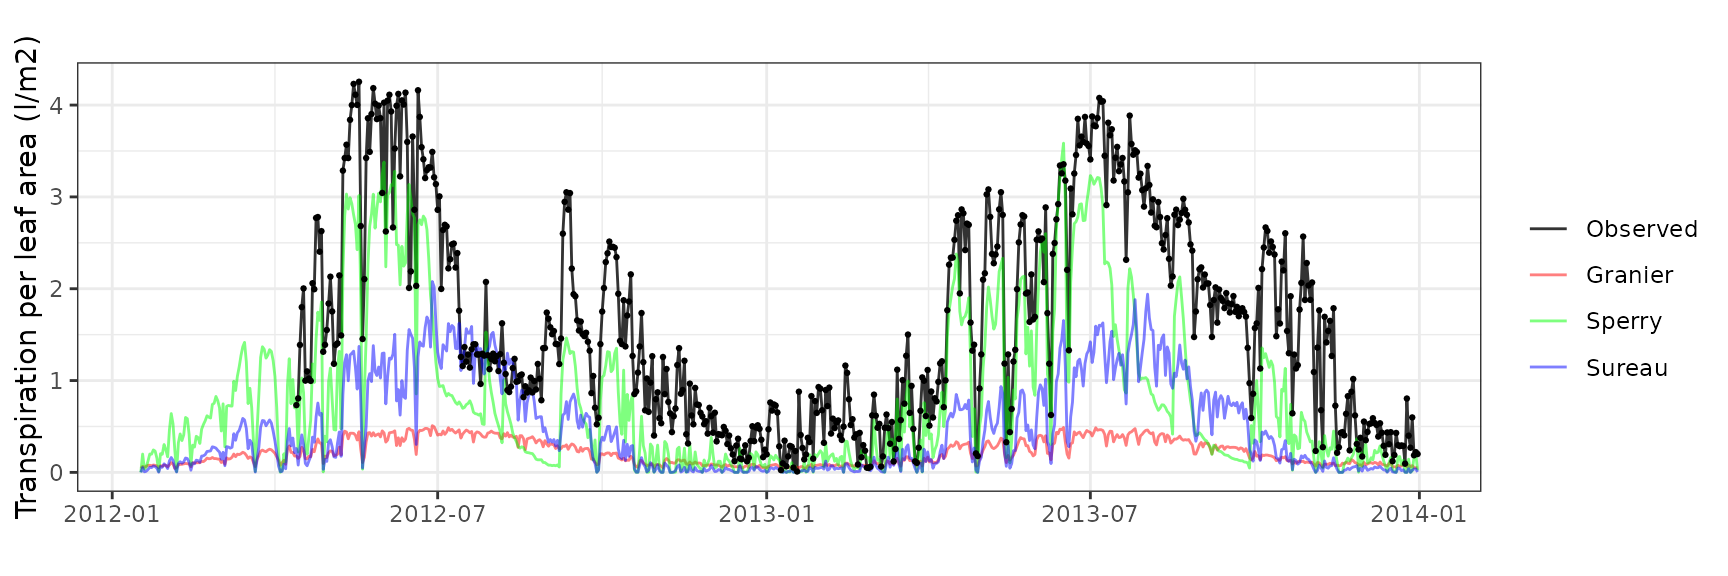 Transpiration per leaf area (l/m2)
4
3
2
1
0
2012-01
2012-07
2013-01
2013-07
2014-01
Observed
Granier
Sperry
Sureau